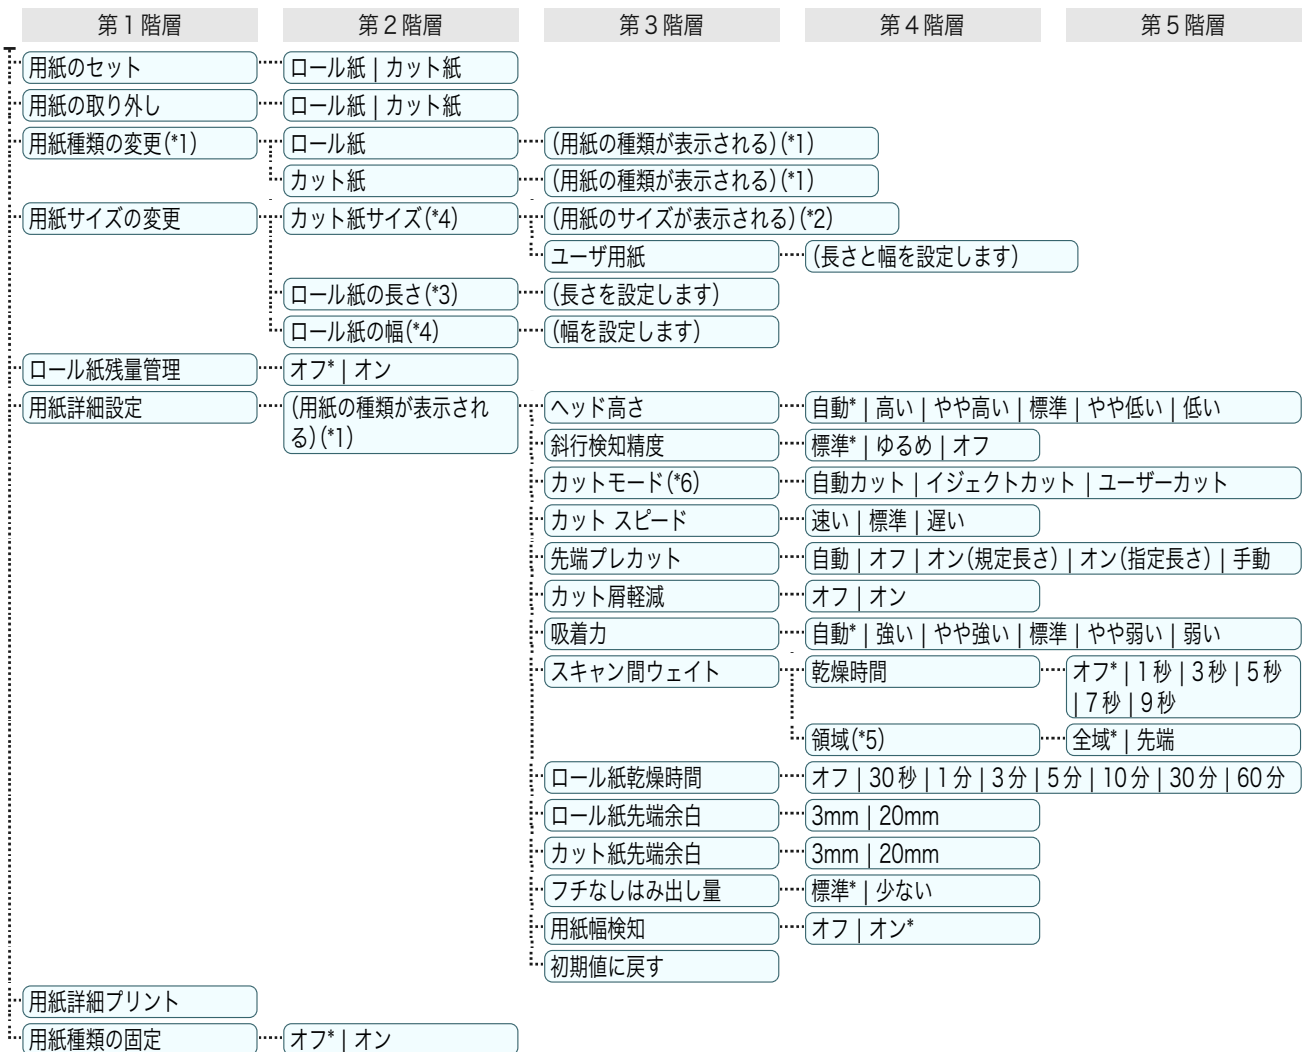 第1階層 第2階層 第3階層 第4階層 第5階層
用紙のセット ロール紙 | カット紙
用紙の取り外し ロール紙 | カット紙
用紙種類の変更(*1) ロール紙 (用紙の種類が表示される)(*1)
カット紙 (用紙の種類が表示される)(*1)
用紙サイズの変更 カット紙サイズ(*4) (用紙のサイズが表示される)(*2)
ユーザ用紙 (長さと幅を設定します)
ロール紙の長さ(*3) (長さを設定します)
ロール紙の幅(*4) (幅を設定します)
ロール紙残量管理 オフ* | オン
用紙詳細設定 (用紙の種類が表示され ヘッド高さ 自動* | 高い | やや高い | 標準 | やや低い | 低い
る)(*1)
斜行検知精度 標準* | ゆるめ | オフ
カットモード(*6) 自動カット | イジェクトカット | ユーザーカット
カット スピード 速い | 標準 | 遅い
先端プレカット 自動 | オフ | オン(規定長さ) | オン(指定長さ) | 手動
カット屑軽減 オフ | オン
吸着力 自動* | 強い | やや強い | 標準 | やや弱い | 弱い
スキャン間ウェイト 乾燥時間 オフ* | 1秒 | 3秒 | 5秒
| 7秒 | 9秒
領域(*5) 全域* | 先端
ロール紙乾燥時間 オフ | 30秒 | 1分 | 3分 | 5分 | 10分 | 30分 | 60分
ロール紙先端余白 3mm | 20mm
カット紙先端余白 3mm | 20mm
フチなしはみ出し量 標準* | 少ない
用紙幅検知 オフ | オン*
初期値に戻す
用紙詳細プリント
用紙種類の固定 オフ* | オン